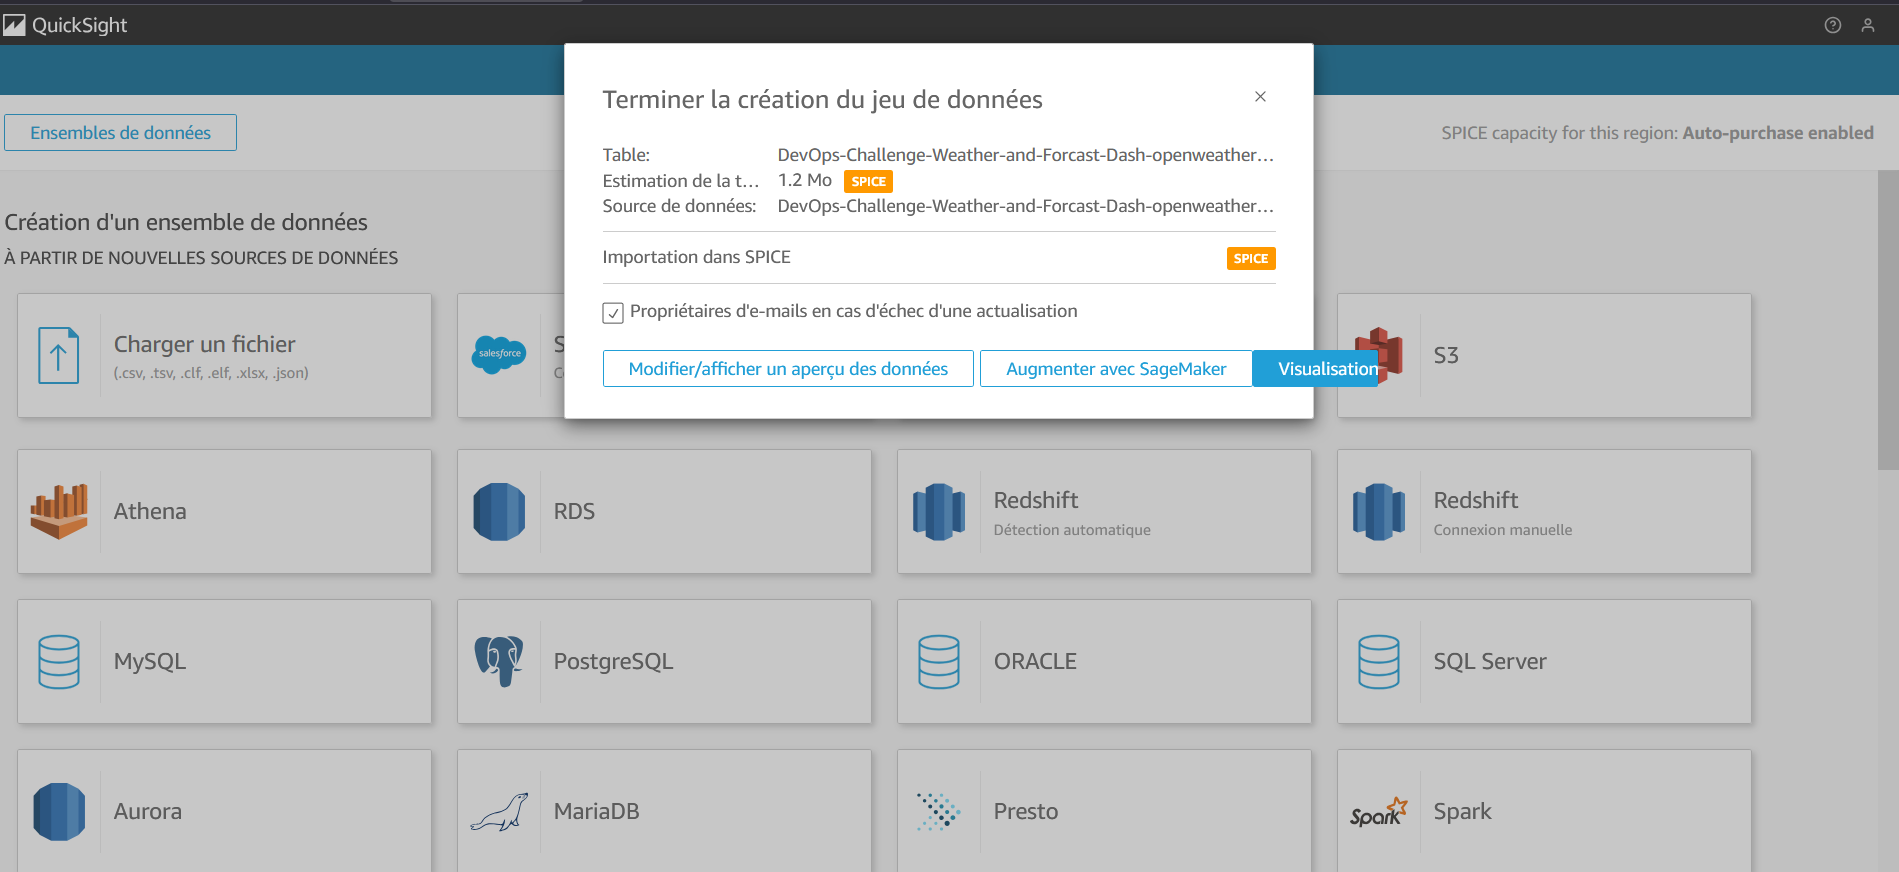 QuickSight
Terminer la création du jeu de données
Table: DevOps-Challenge-Weather-and-Forcast-Dash-openweather...
Estimation de la t... 1.2 Mo SPICE
Source de données: DevOps-Challenge-Weather-and-Forcast-Dash-openweather...
Importation dans SPICE SPICE
Propriétaires d'e-mails en cas d'échec d'une actualisation
Modifier/afficher un aperçu des données Augmenter avec SageMaker Visualisation
Ensembles de données
SPICE capacity for this region: Auto-purchase enabled
Création d'un ensemble de données
À PARTIR DE NOUVELLES SOURCES DE DONNÉES
Charger un fichier
(.csv, .tsv, .clf, .elf, .xlsx, .json)
salesforce
S3
Athena
RDS
Redshift
Détection automatique
Redshift
Connexion manuelle
MySQL
PostgreSQL
ORACLE
SQL Server
Aurora
MariaDB
Presto
Spark
Spark